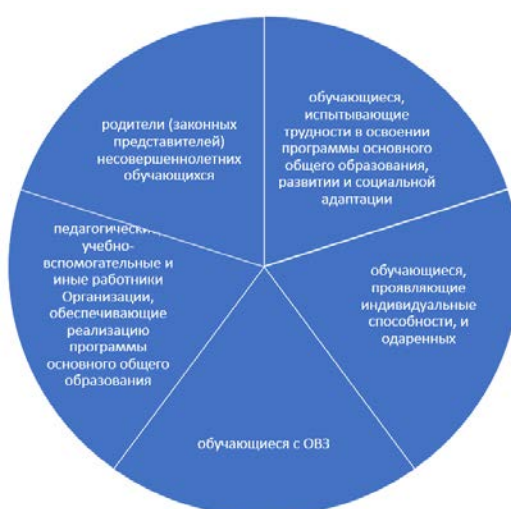 обучающиеся,
испытывающие
трудности в освоении
программы основного
общего образования,
развитии и социальной
адаптации
обучающиеся,
проявляющие
индивидуальные
способности, и
одаренных
обучающиеся с ОВЗ
педагогические,
учебно-
вспомогательные и
иные работники
Организации,
обеспечивающие
реализацию
программы
основного общего
образования
родители (законных
представителей)
несовершеннолетних
обучающихся